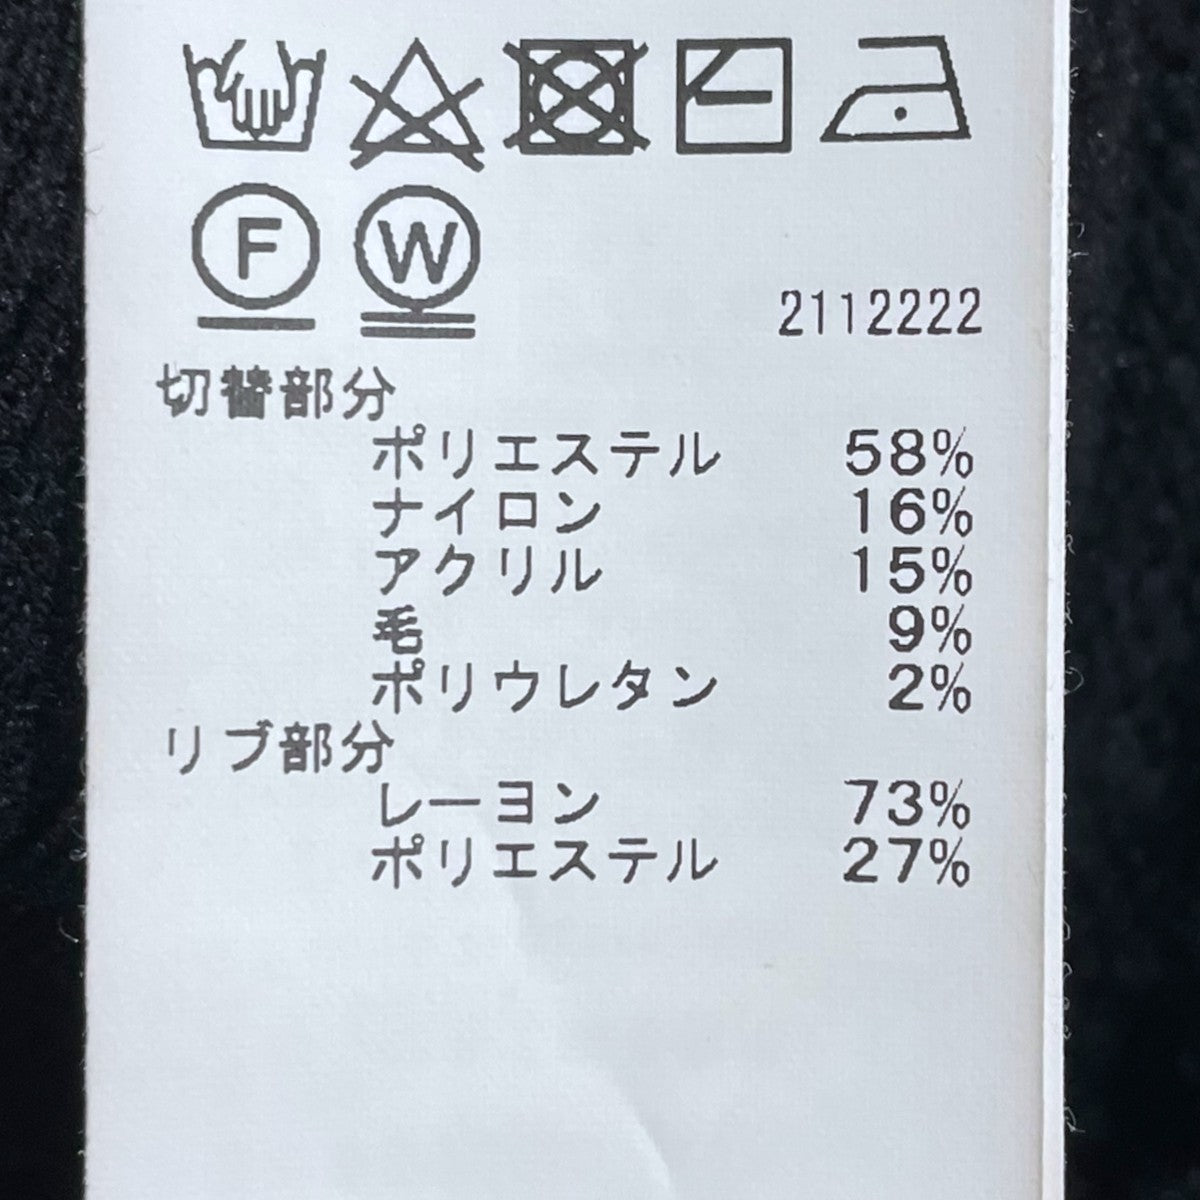 F W
2112222
切替部分
ポリエステル 58%
ナイロン 16%
アクリル 15%
毛 9%
ポリウレタン 2%
リブ部分
レーヨン 73%
ポリエステル 27%